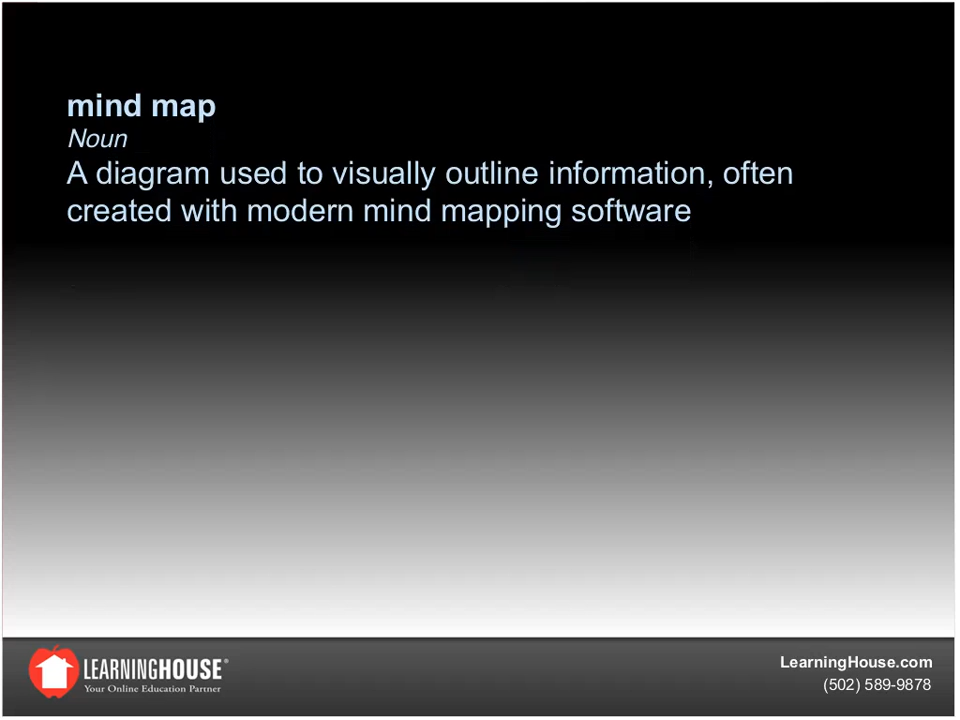 mind map
Noun
A diagram used to visually outline information, often
created with modern mind mapping software
LEARNINGHOUSE®
Your Online Education Partner
LearningHouse.com
(502) 589-9878